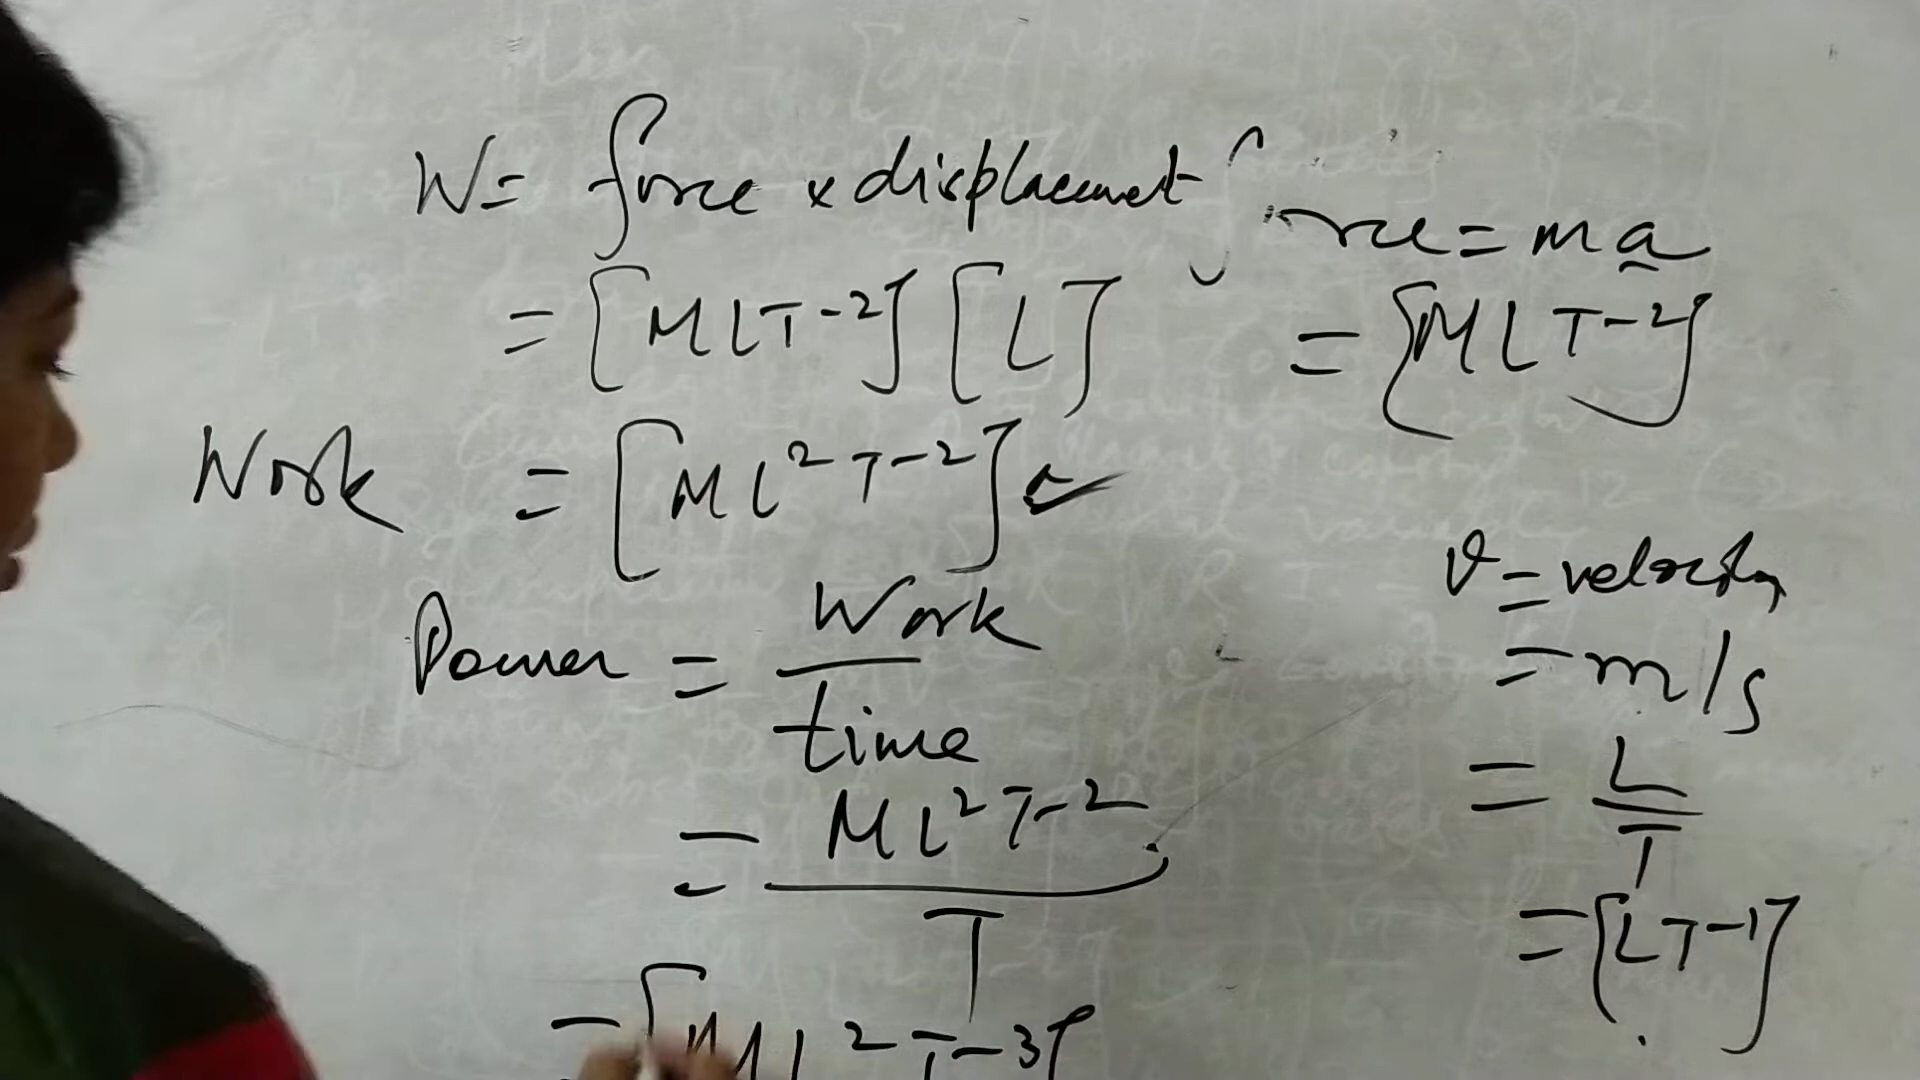 W = force × displacement
= [MLT-2] [L]
Work = [ML²T-2] ✓
Power = Work / time
= ML²T-2 / T
= [ML²T-3]
force = ma
= [MLT-2]
v = velocity
= m/s
= L / T
= [LT-1]